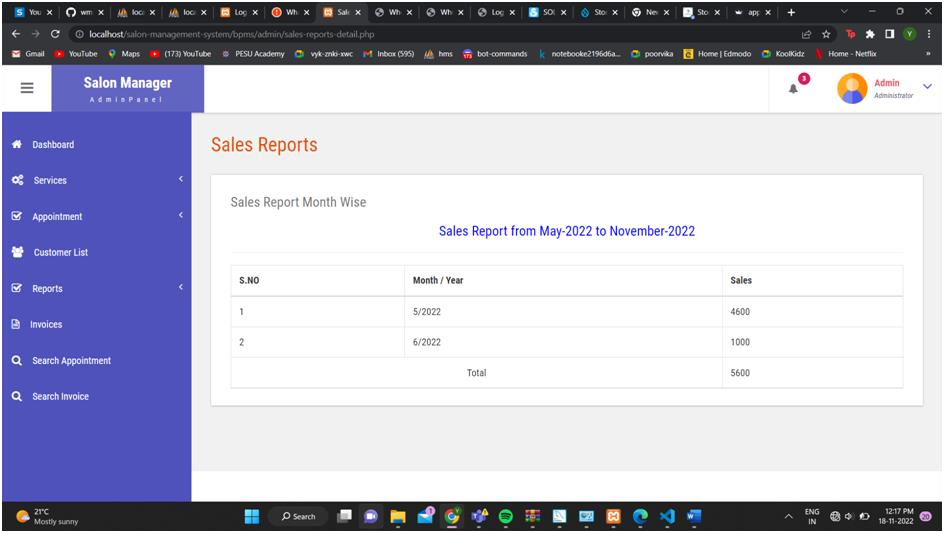 You
wm
loca
loca
Log
Wh
Sale
Wh
Wh
Log
SOL
Sto
Ne
Sto
app
localhost/salon-management-system/bpms/admin/sales-reports-detail.php
Gmail YouTube Maps (173) YouTube PESU Academy vyk-znki-xwc Inbox (595) hms bot-commands notebooke2196d6a... poorvika Home | Edmodo KoolKidz Home - Netflix »
Salon Manager
AdminPanel
3
Admin
Administrator
Dashboard
Services
Appointment
Customer List
Reports
Invoices
Search Appointment
Search Invoice
Sales Reports
Sales Report Month Wise
Sales Report from May-2022 to November-2022
S.NO Month / Year Sales
1 5/2022 4600
2 6/2022 1000
Total 5600
21°C
Mostly sunny
Search
ENG
IN
12:17 PM
18-11-2022
20